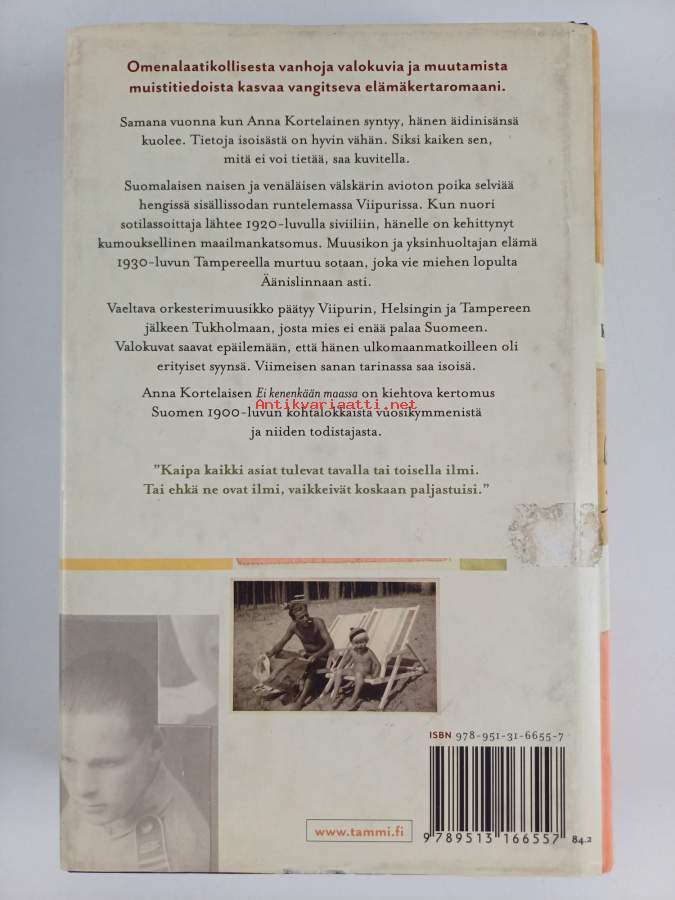 Omenalaatikollisesta vanhoja valokuvia ja muutamista
muistitiedoista kasvaa vangitseva elämäkertaromaani.
Samana vuonna kun Anna Kortelainen syntyy, hänen äidinisänsä
kuolee. Tietoja isoisästä on hyvin vähän. Siksi kaiken sen,
mitä ei voi tietää, saa kuvitella.
Suomalaisen naisen ja venäläisen välskärin avioton poika selviää
hengissä sisällissodan runtelemassa Viipurissa. Kun nuori
sotilassoittaja lähtee 1920-luvulla siviiliin, hänelle on kehittynyt
kumouksellinen maailmankatsomus. Muusikon ja yksinhuoltajan elämä
1930-luvun Tampereella murtuu sotaan, joka vie miehen lopulta
Äänislinnaan asti.
Vaeltava orkesterimuusikko päätyy Viipurin, Helsingin ja Tampereen
jälkeen Tukholmaan, josta mies ei enää palaa Suomeen.
Valokuvat saavat epäilemään, että hänen ulkomaanmatkoilleen oli
erityiset syynsä. Viimeisen sanan tarinassa saa isoisä.
Anna Kortelaisen Ei kenenkään maassa on kiehtova kertomus
Antikvariaatti.net
Suomen 1900-luvun kohtalokkaista vuosikymmenistä
ja niiden todistajasta.
"Kaipa kaikki asiat tulevat tavalla tai toisella ilmi.
Tai ehkä ne ovat ilmi, vaikkeivät koskaan paljastuisi."
ISBN 978-951-31-6655-7
www.tammi.fi
9 789513 166557 84.2